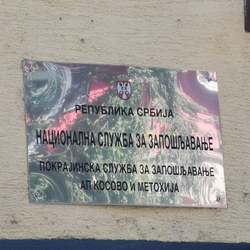 РЕПУБЛИКА СРБИЈА
НАЦИОНАЛНА СЛУЖБА ЗА ЗАПОШЉАВАЊЕ
ПОКРАЈИНСКА СЛУЖБА ЗА ЗАПОШЉАВАЊЕ
АП КОСОВО И МЕТОХИЈА